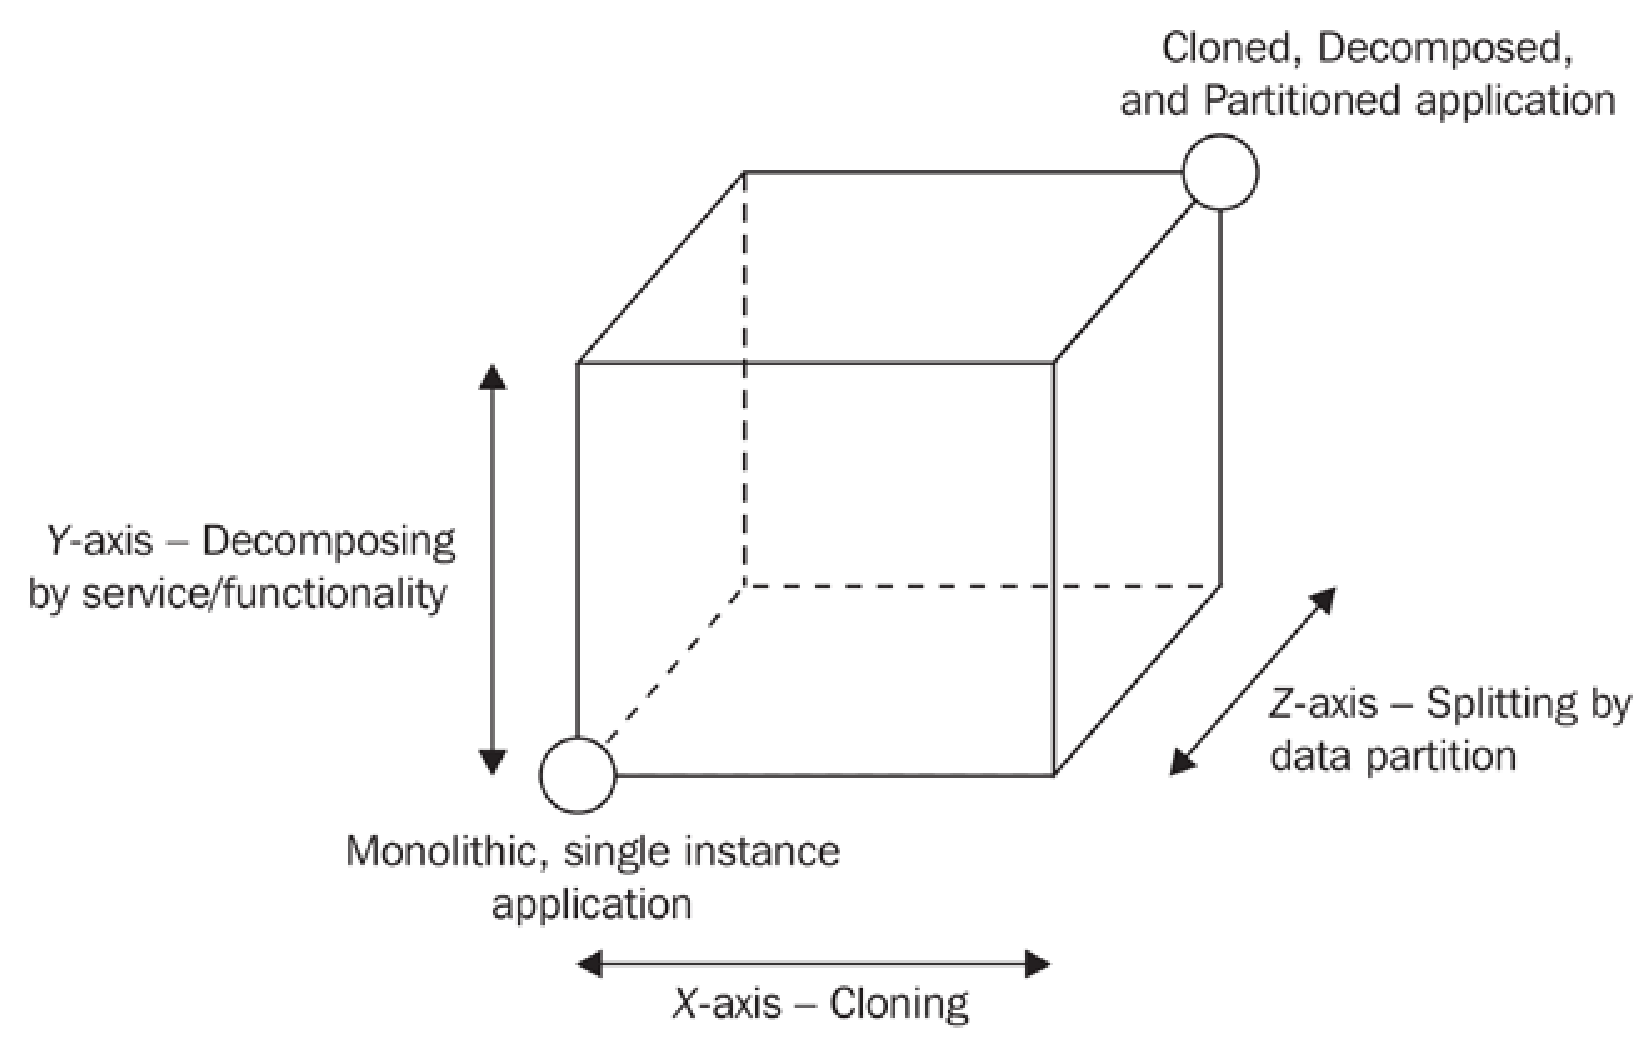 Cloned, Decomposed,
and Partitioned application
Y-axis – Decomposing
by service/functionality
Z-axis – Splitting by
data partition
Monolithic, single instance
application
X-axis – Cloning